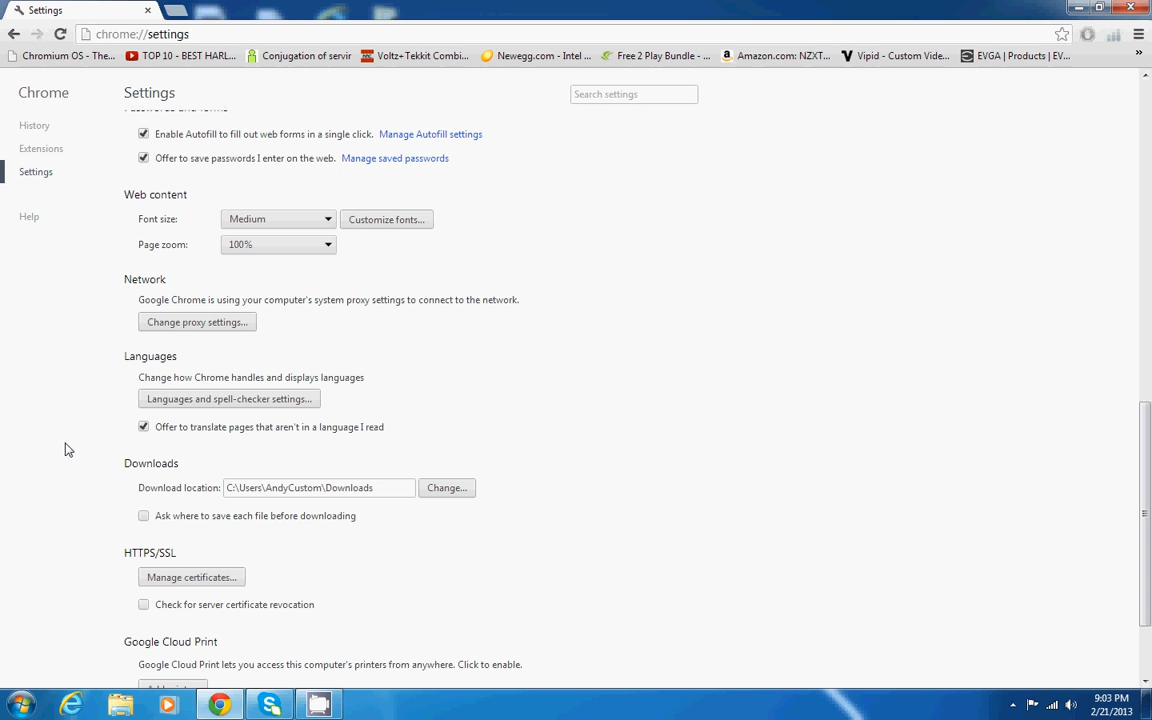 Settings
chrome://settings
Chromium OS - The...
TOP 10 - BEST HARL...
Conjugation of servir
Voltz+Tekkit Combi...
Newegg.com - Intel ...
Free 2 Play Bundle - ...
Amazon.com: NZXT...
Vipid - Custom Vide...
EVGA | Products | EV...
Chrome
History
Extensions
Settings
Help
Settings
Search settings
Passwords and forms
Enable Autofill to fill out web forms in a single click. Manage Autofill settings
Offer to save passwords I enter on the web. Manage saved passwords
Web content
Font size: Medium Customize fonts...
Page zoom: 100%
Network
Google Chrome is using your computer's system proxy settings to connect to the network.
Change proxy settings...
Languages
Change how Chrome handles and displays languages
Languages and spell-checker settings...
Offer to translate pages that aren't in a language I read
Downloads
Download location: C:\Users\AndyCustom\Downloads Change...
Ask where to save each file before downloading
HTTPS/SSL
Manage certificates...
Check for server certificate revocation
Google Cloud Print
Google Cloud Print lets you access this computer's printers from anywhere. Click to enable.
9:03 PM
2/21/2013